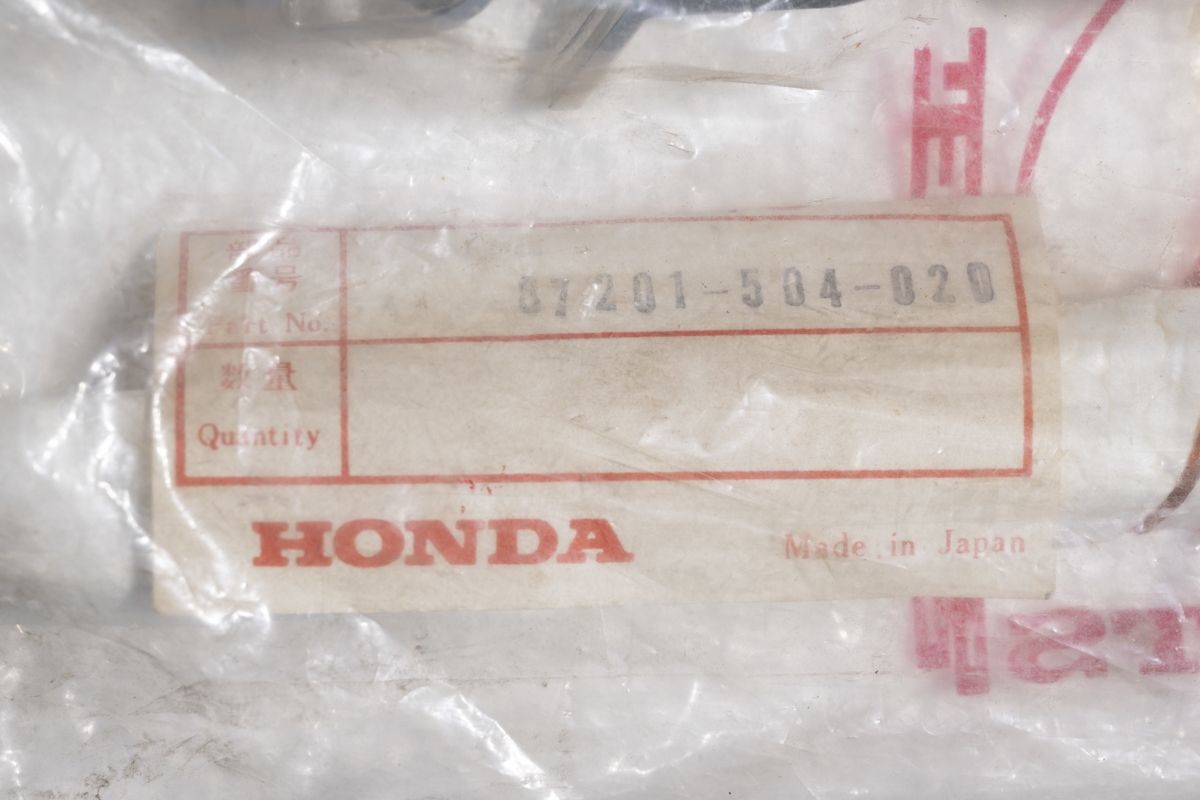 部品
番号
Part No.
87201-504-020
数量
Quantity
HONDA
Made in Japan